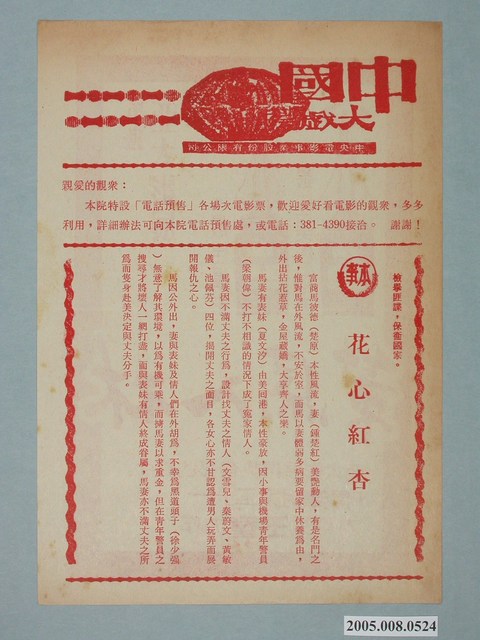 中國
大戲院
中央電影事業股份有限公司
親愛的觀衆：
本院特設「電話預售」各場次電影票，歡迎愛好看電影的觀衆，多多
利用，詳細辦法可向本院電話預售處，或電話：381-4390接洽。 謝謝！
檢舉匪諜，保衛國家。
本事
花心紅杏
富商馬彼德（楚原）本性風流，妻（鍾楚紅）美艷動人，有是名門之
後，惟對馬在外風流，不安於室，而馬以妻體弱多病要留家中休養為由，
外出拈花惹草，金屋藏嬌，大享齊人之樂。
馬妻有表妹（夏文汐）由美回港，本性豪放，因小事與機場青年警員
（梁朝偉）不打不相識的情況下成了冤家情人。
馬妻因不滿丈夫之行為，設計找丈夫之情人（文雪兒、秦蔚文、黃敏
儀、池佩芬）四位，揭開丈夫之面目，各女心亦不甘認為遭男人玩弄而展
開報仇之心。
馬因公外出，妻與表妹及情人們在外胡為，不幸為黑道頭子（徐少強
）無意了解其環境，以為有機可乘，而擄馬妻以求重金，但在青年警員之
搜尋才將壞人一網打盡，而與表妹有情人終成眷屬，馬妻亦不滿丈夫之所
為而隻身赴美決定與丈夫分手。
2005.008.0524